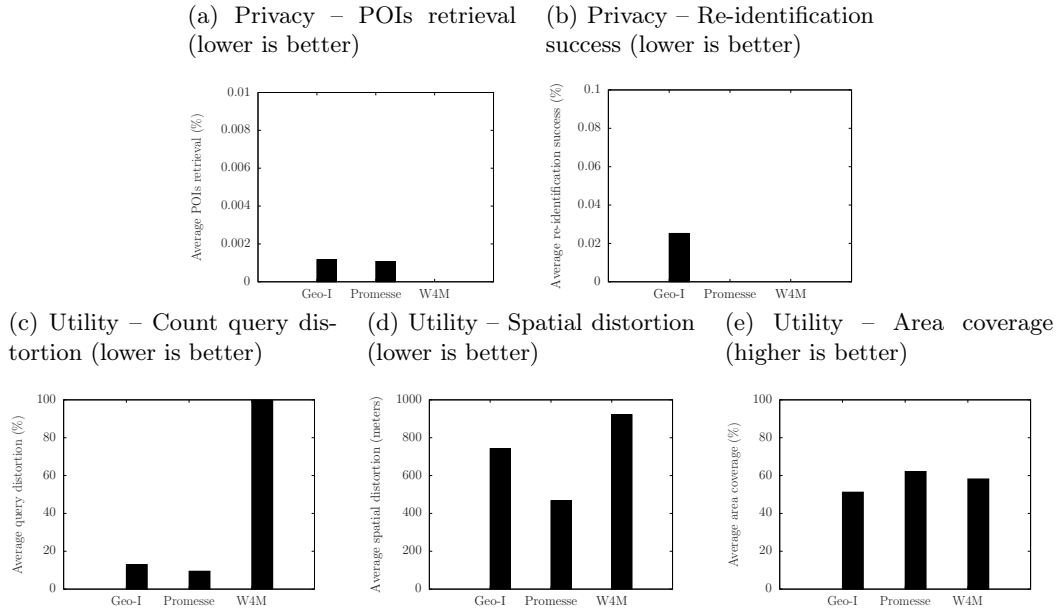 (a) Privacy – POIs retrieval
(lower is better)
(b) Privacy – Re-identification
success (lower is better)
Average POIs retrieval (%)
0.01
0.008
0.006
0.004
0.002
0
Geo-I Promesse W4M
Average re-identification success (%)
0.1
0.08
0.06
0.04
0.02
0
Geo-I Promesse W4M
(c) Utility – Count query dis-
tortion (lower is better)
(d) Utility – Spatial distortion
(lower is better)
(e) Utility – Area coverage
(higher is better)
Average query distortion (%)
100
80
60
40
20
0
Geo-I Promesse W4M
Average spatial distortion (meters)
1000
800
600
400
200
0
Geo-I Promesse W4M
Average area coverage (%)
100
80
60
40
20
0
Geo-I Promesse W4M